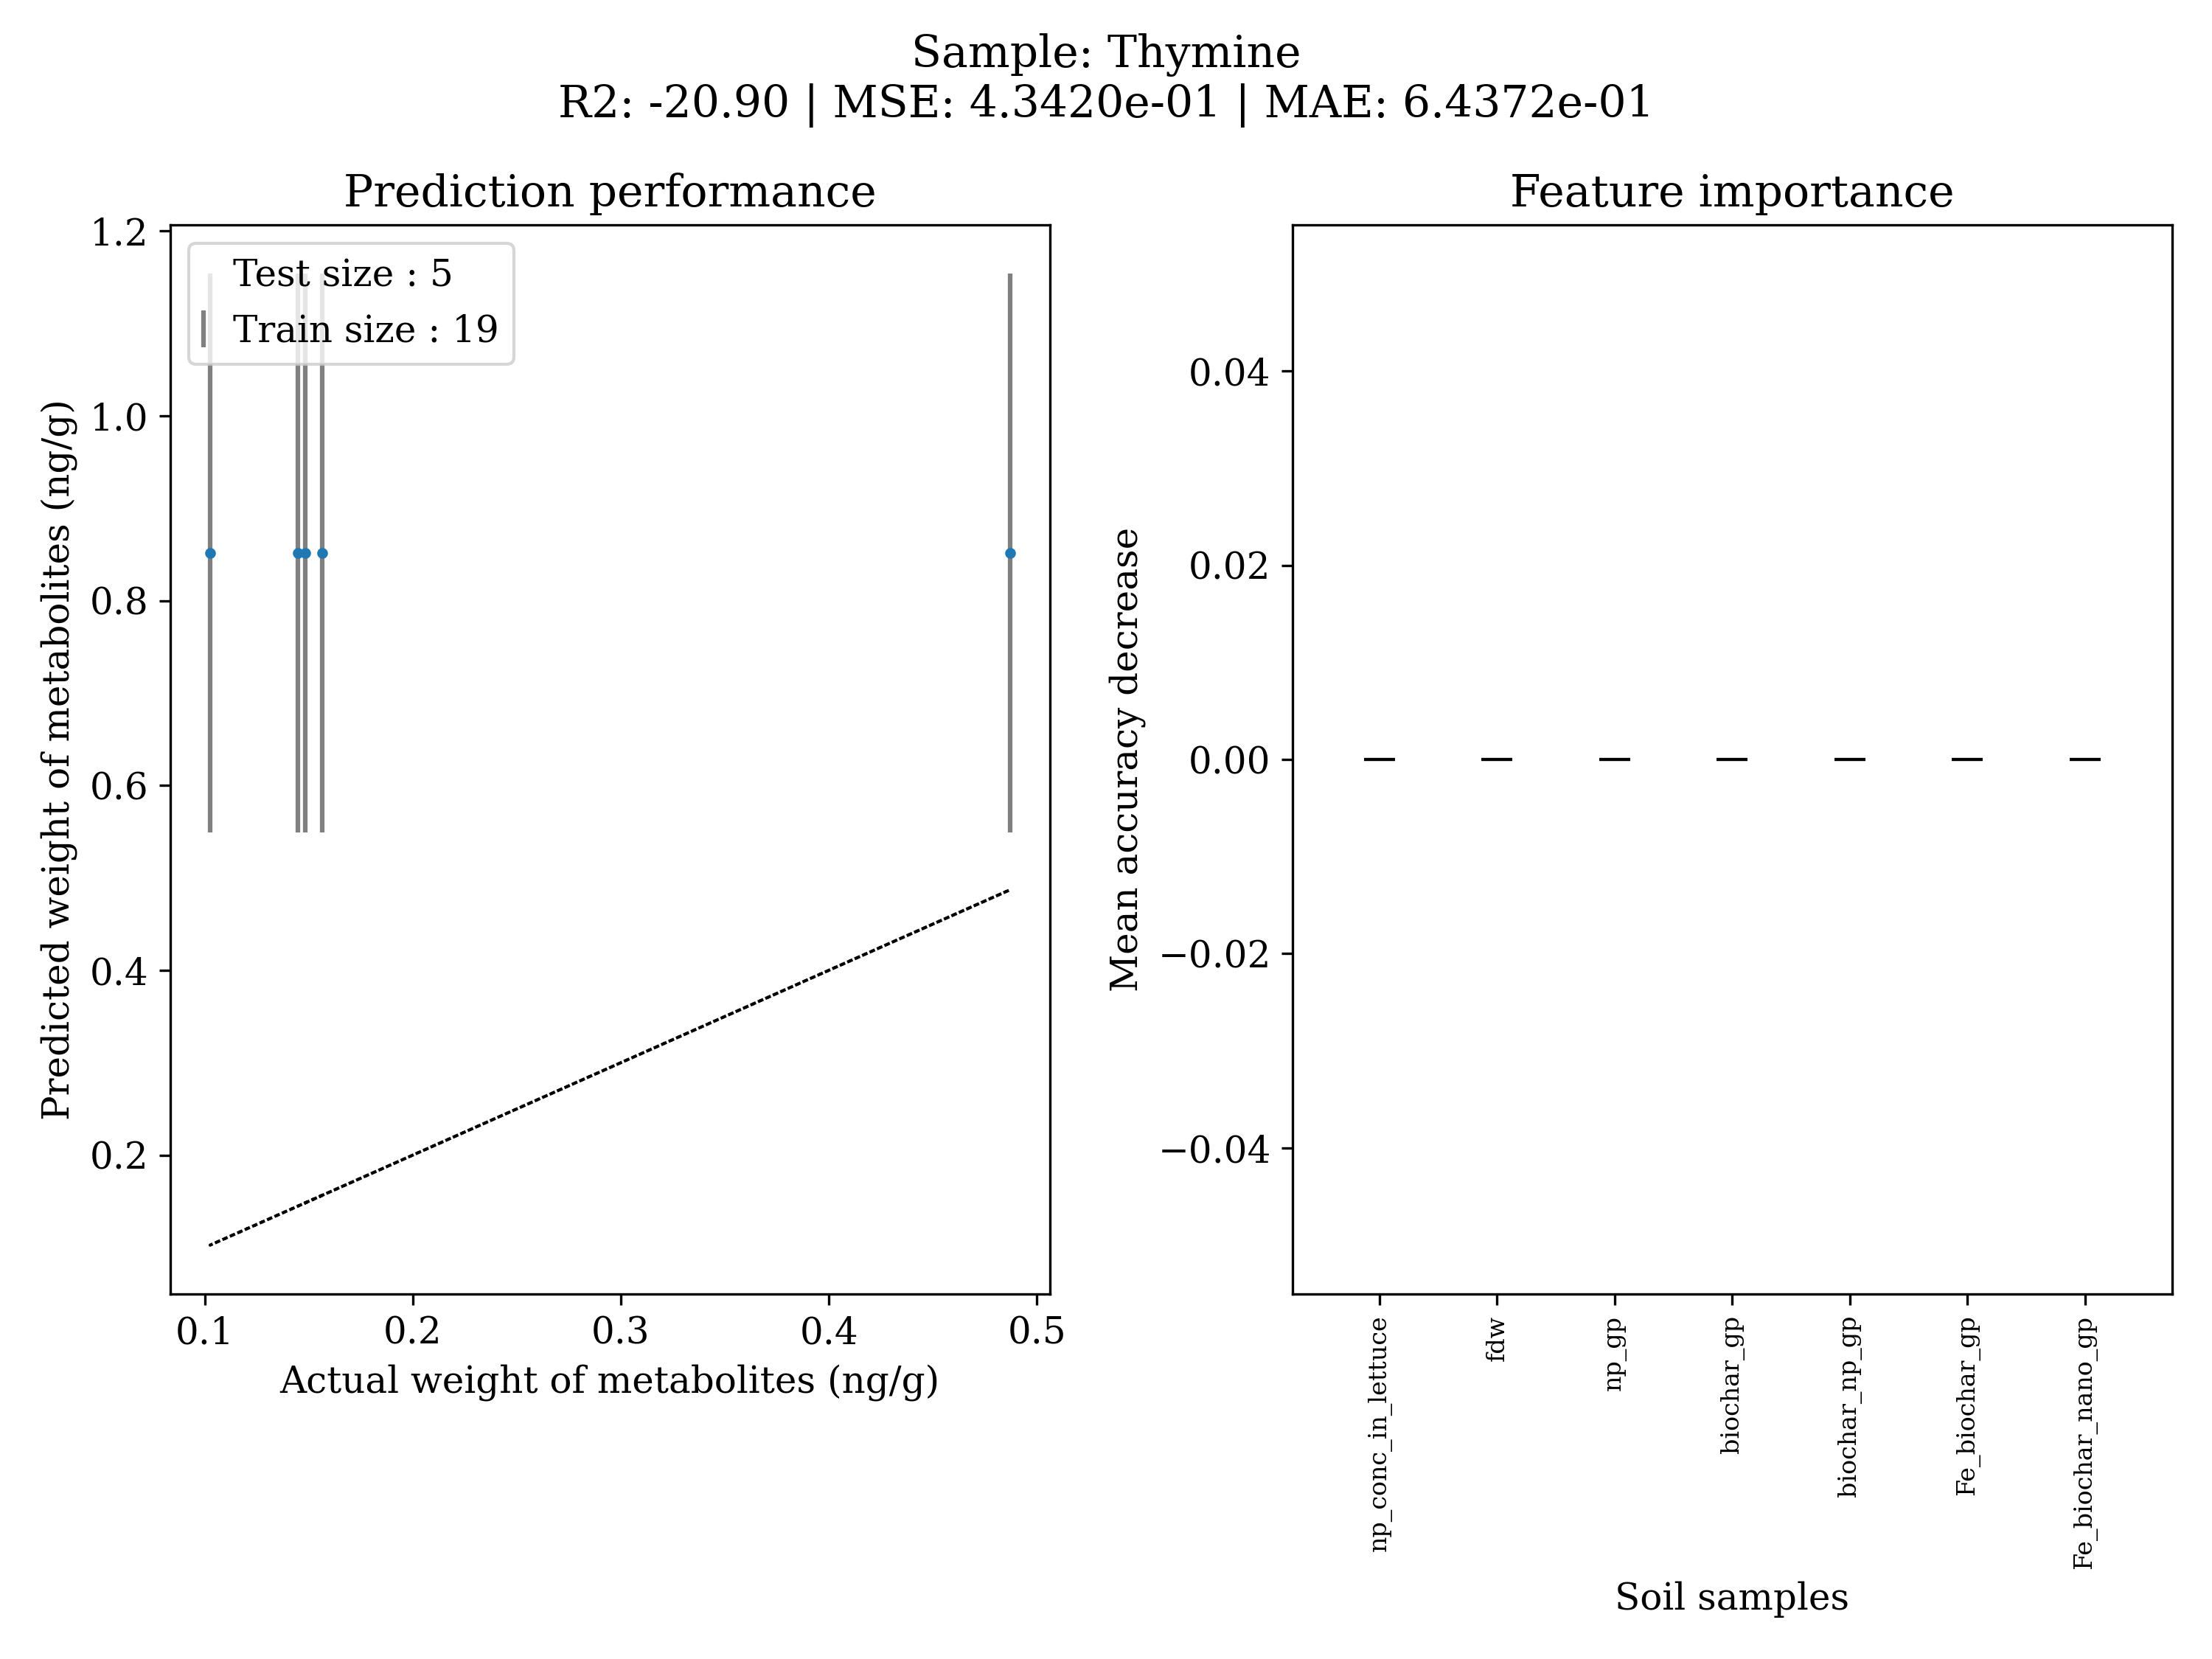 Sample: Thymine
R2: -20.90 | MSE: 4.3420e-01 | MAE: 6.4372e-01
Prediction performance
Test size : 5
Train size : 19
1.2
1.0
0.8
0.6
0.4
0.2
Predicted weight of metabolites (ng/g)
0.1 0.2 0.3 0.4 0.5
Actual weight of metabolites (ng/g)
Feature importance
0.04
0.02
0.00
−0.02
−0.04
Mean accuracy decrease
np_conc_in_lettuce
fdw
np_gp
biochar_gp
biochar_np_gp
Fe_biochar_gp
Fe_biochar_nano_gp
Soil samples